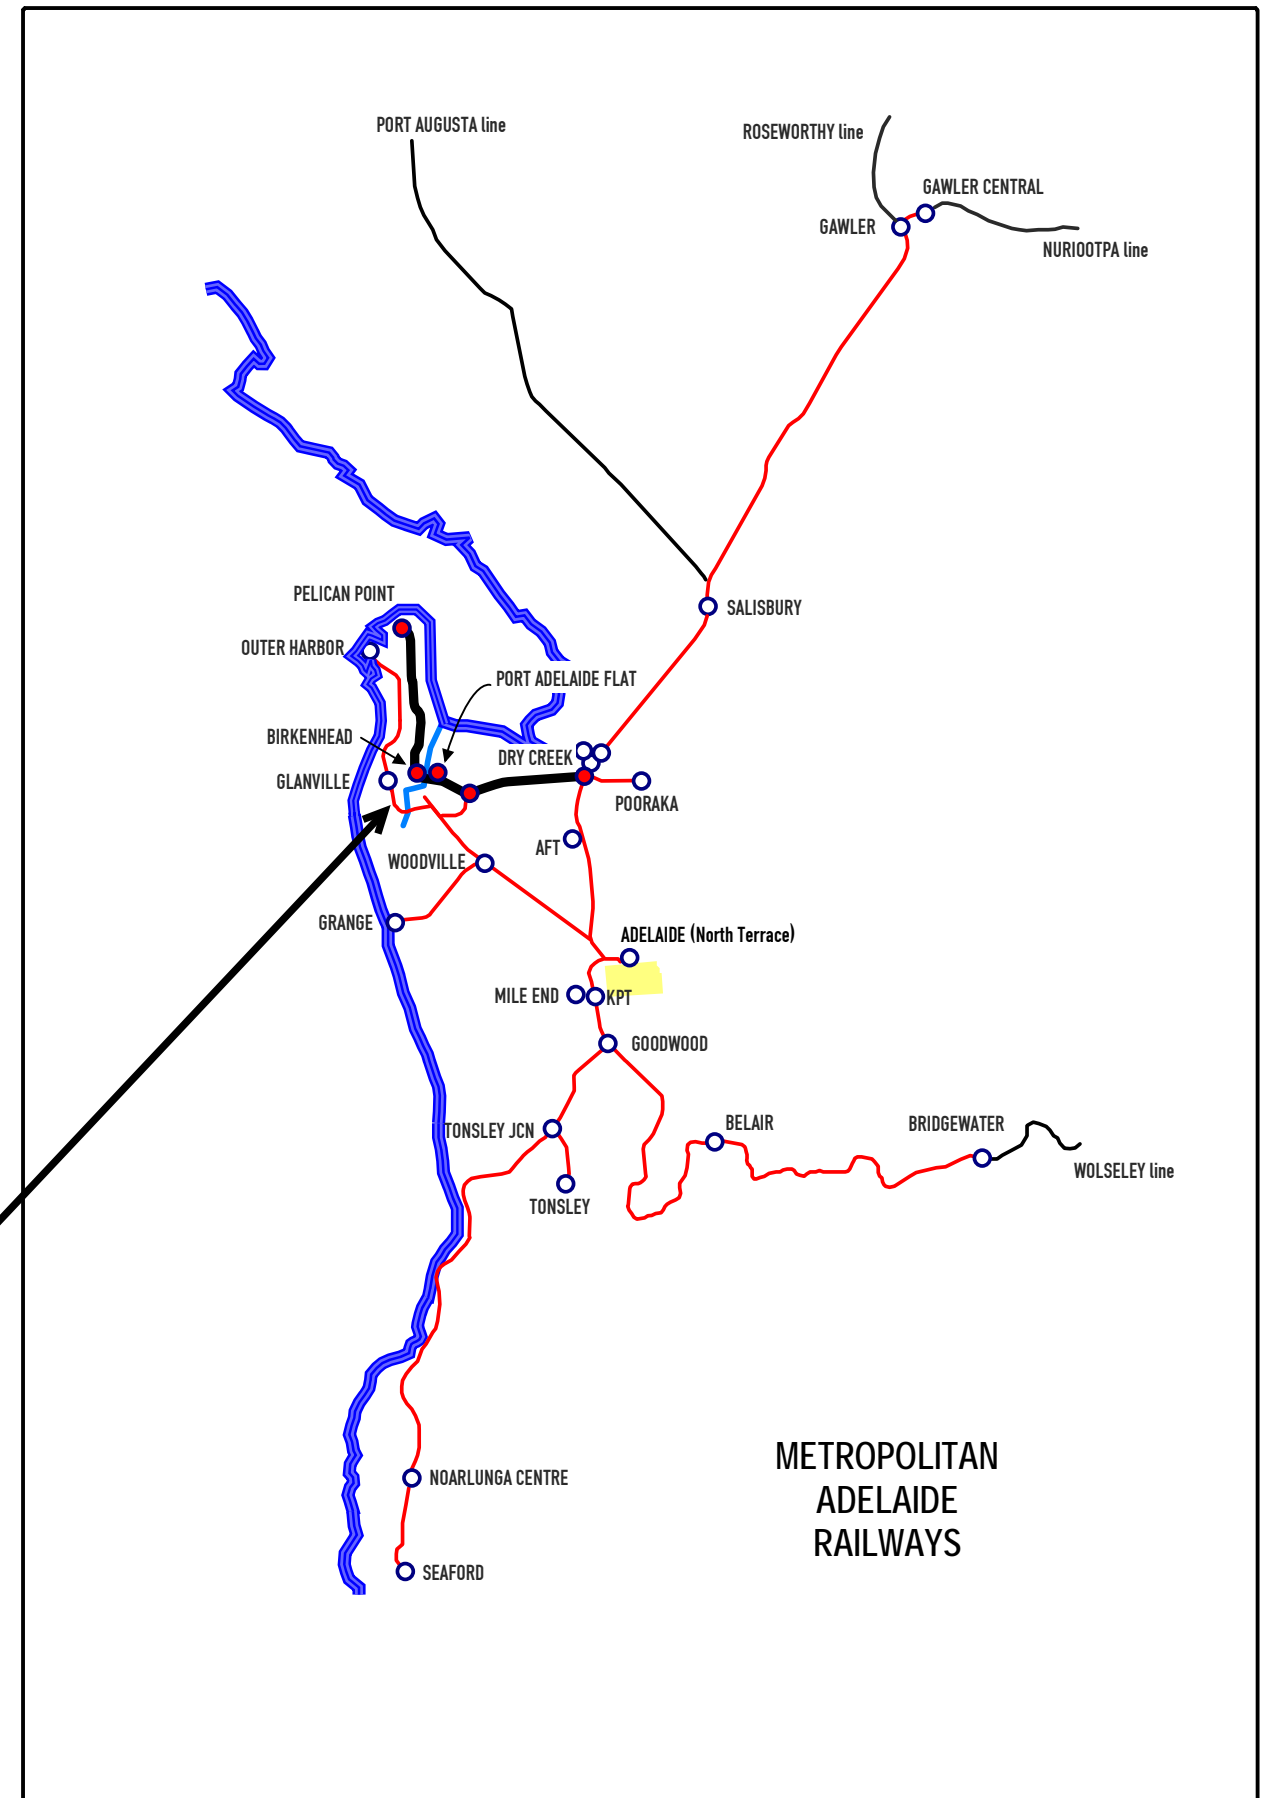 PORT AUGUSTA line
ROSEWORTHY line
GAWLER CENTRAL
GAWLER
NURIOOTPA line
PELICAN POINT
SALISBURY
OUTER HARBOR
PORT ADELAIDE FLAT
BIRKENHEAD
DRY CREEK
GLANVILLE
POORAKA
AFT
WOODVILLE
GRANGE
ADELAIDE (North Terrace)
MILE END
KPT
GOODWOOD
BELAIR
BRIDGEWATER
TONSLEY JCN
WOLSELEY line
TONSLEY
METROPOLITAN
ADELAIDE
RAILWAYS
NOARLUNGA CENTRE
SEAFORD